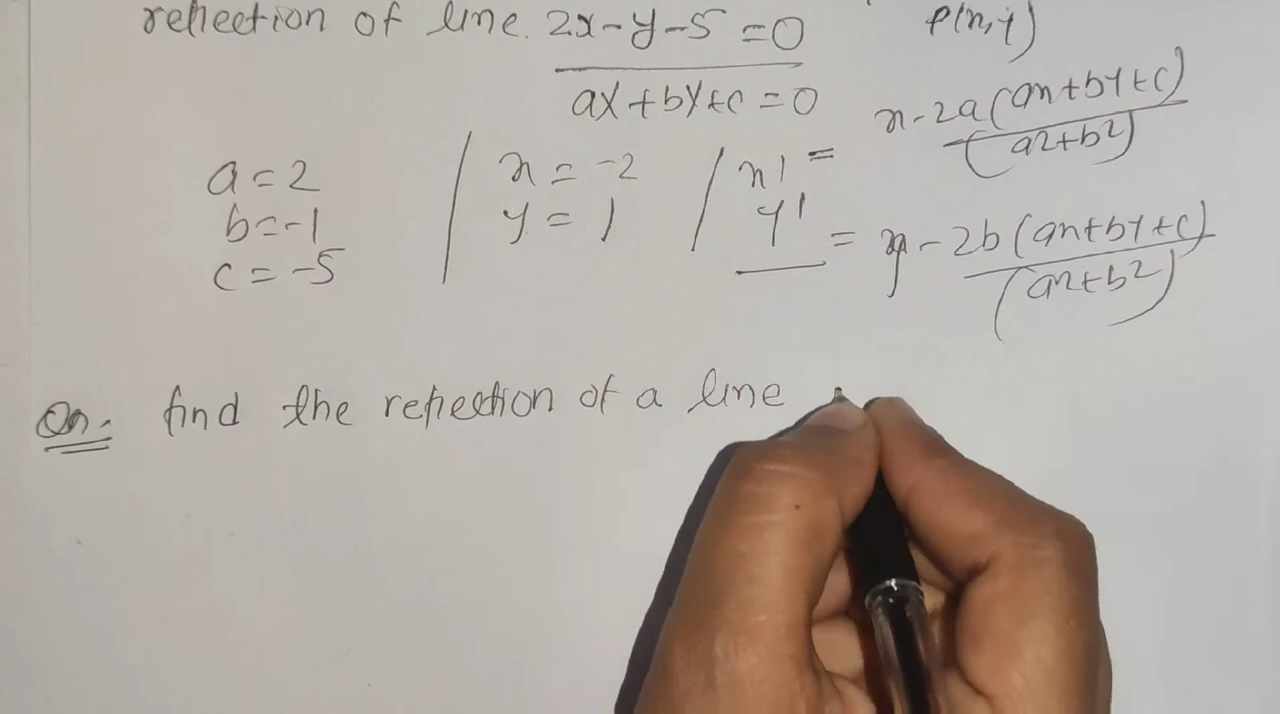 reflection of line. 2x-y-5=0 P(x,y)
ax+by+c=0
a=2
b=-1
c=-5
x=-2
y=1
x' = x-2a(ax+by+c)/(a2+b2)
y' = y-2b(ax+by+c)/(a2+b2)
Qn. find the reflection of a line